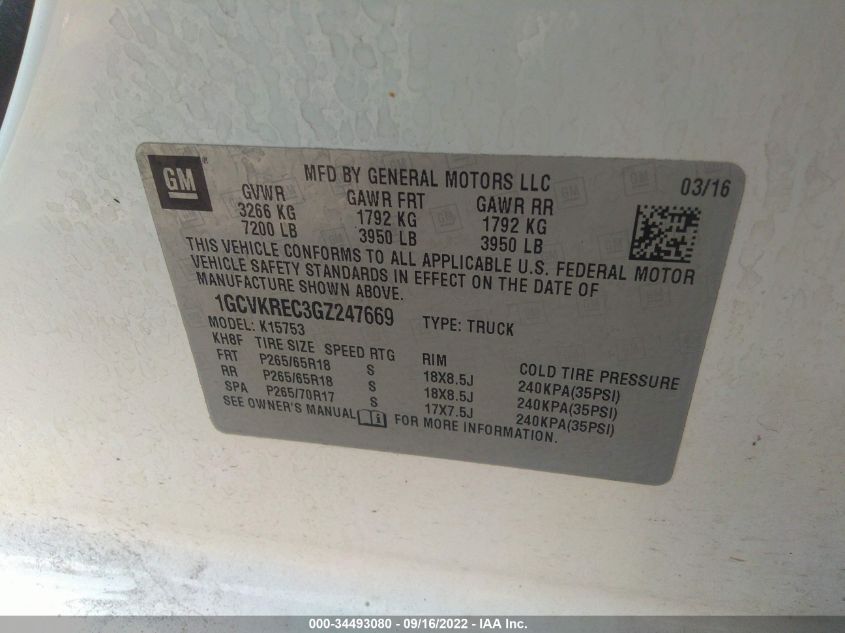 GM
MFD BY GENERAL MOTORS LLC 03/16
GVWR GAWR FRT GAWR RR
3266 KG 1792 KG 1792 KG
7200 LB 3950 LB 3950 LB
THIS VEHICLE CONFORMS TO ALL APPLICABLE U.S. FEDERAL MOTOR
VEHICLE SAFETY STANDARDS IN EFFECT ON THE DATE OF
MANUFACTURE SHOWN ABOVE.
1GCVKREC3GZ247669 TYPE: TRUCK
MODEL: K15753
KH8F TIRE SIZE SPEED RTG RIM COLD TIRE PRESSURE
FRT P265/65R18 S 18X8.5J 240KPA(35PSI)
RR P265/65R18 S 18X8.5J 240KPA(35PSI)
SPA P265/70R17 S 17X7.5J 240KPA(35PSI)
SEE OWNER'S MANUAL FOR MORE INFORMATION.
000-34493080 - 09/16/2022 - IAA Inc.